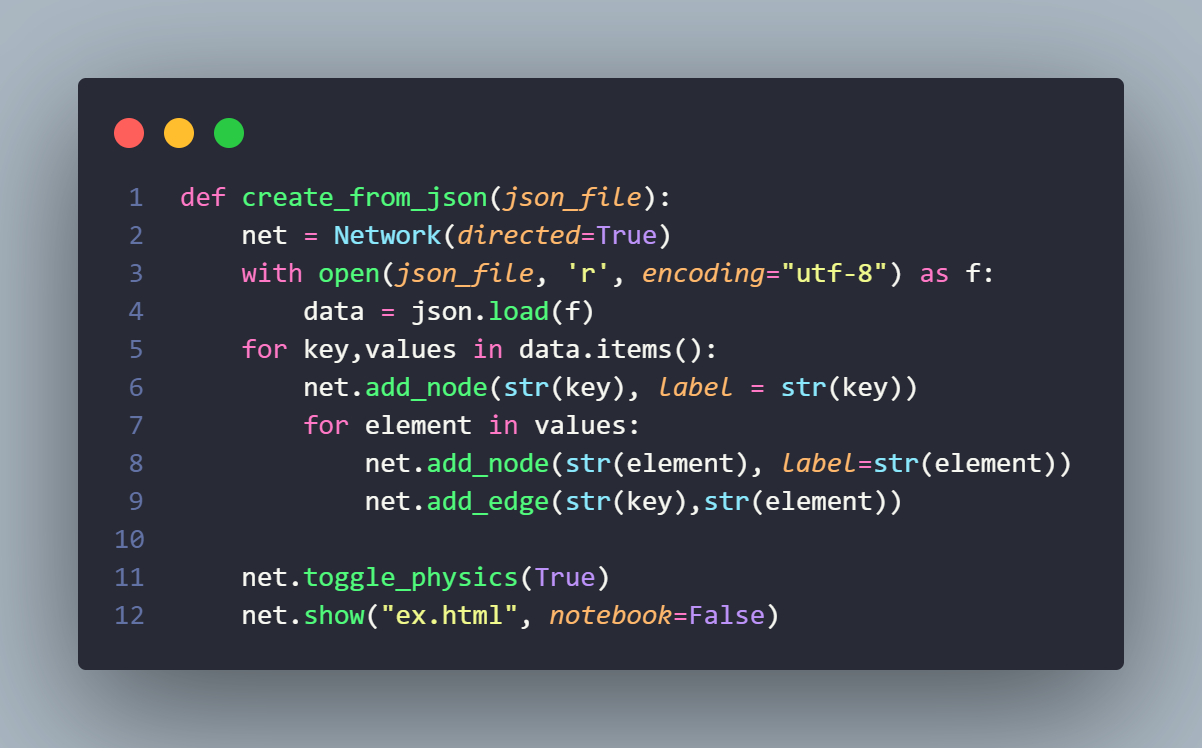 1 def create_from_json(json_file):
2     net = Network(directed=True)
3     with open(json_file, 'r', encoding="utf-8") as f:
4         data = json.load(f)
5     for key,values in data.items():
6         net.add_node(str(key), label = str(key))
7         for element in values:
8             net.add_node(str(element), label=str(element))
9             net.add_edge(str(key),str(element))
10
11     net.toggle_physics(True)
12     net.show("ex.html", notebook=False)